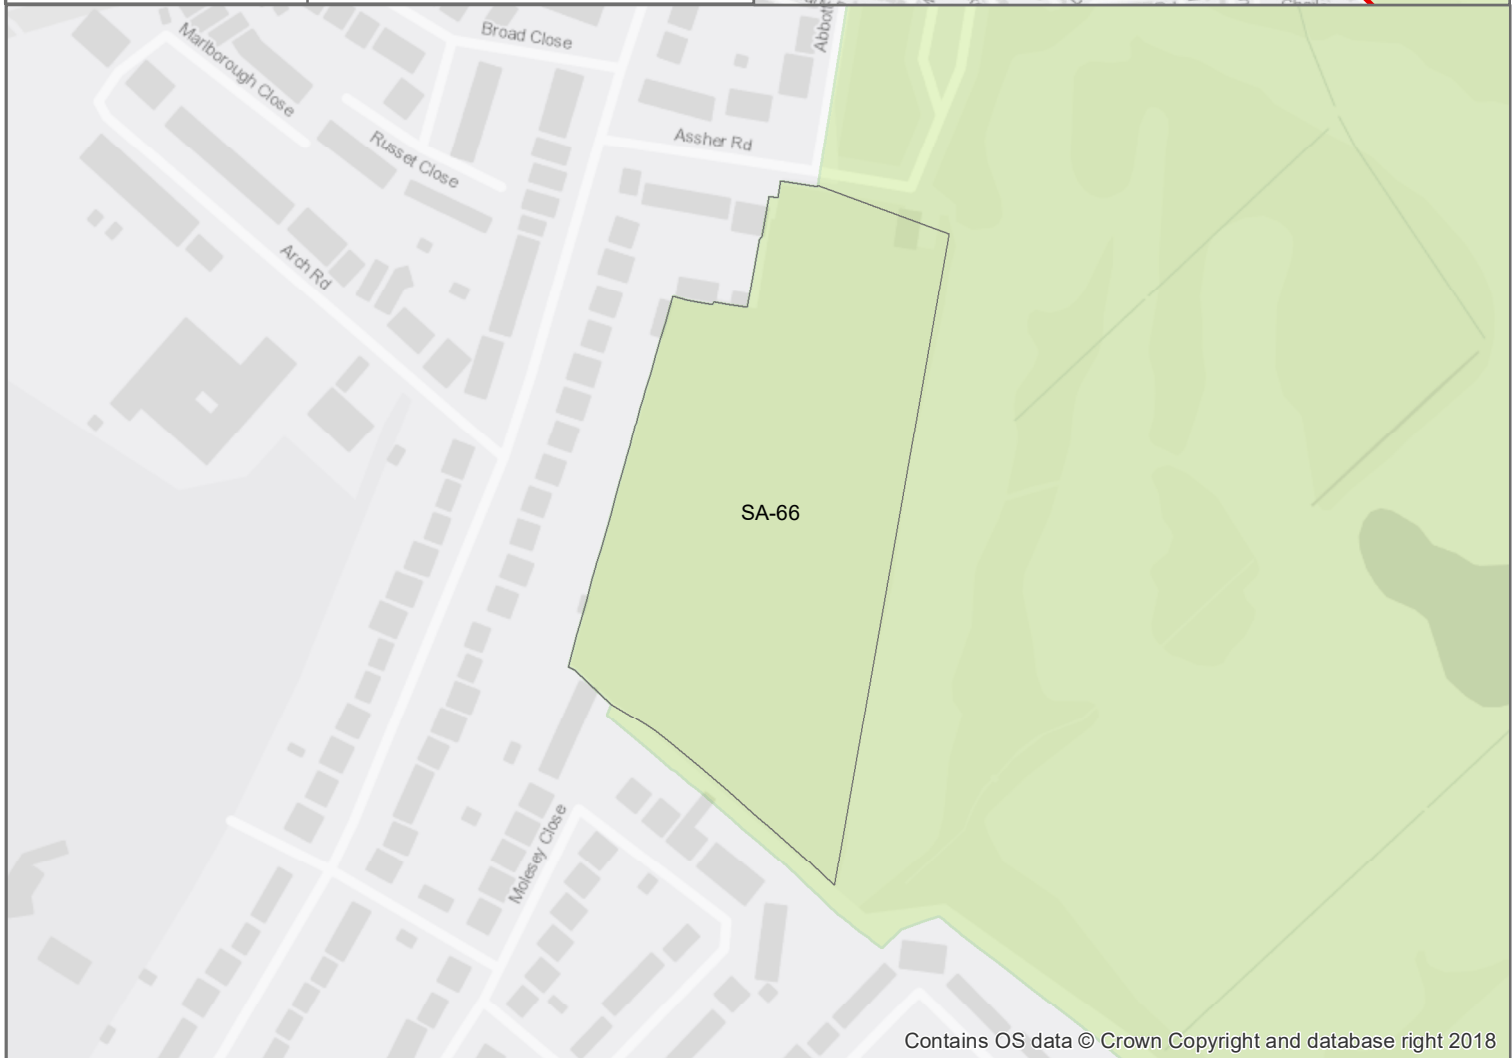 Broad Close
Marlborough Close
Assher Rd
Russet Close
Arch Rd
SA-66
Molesey Close
Contains OS data © Crown Copyright and database right 2018